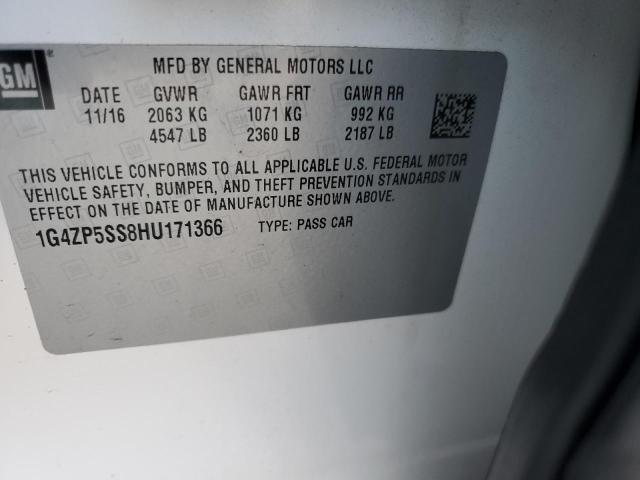 GM
MFD BY GENERAL MOTORS LLC
DATE GVWR GAWR FRT GAWR RR
11/16 2063 KG 1071 KG 992 KG
4547 LB 2360 LB 2187 LB
THIS VEHICLE CONFORMS TO ALL APPLICABLE U.S. FEDERAL MOTOR
VEHICLE SAFETY, BUMPER, AND THEFT PREVENTION STANDARDS IN
EFFECT ON THE DATE OF MANUFACTURE SHOWN ABOVE.
1G4ZP5SS8HU171366 TYPE: PASS CAR